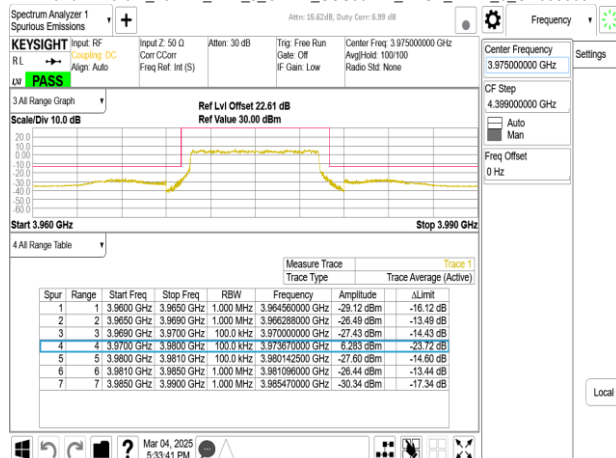 Spectrum Analyzer 1
Spurious Emissions
Attn: 15.62dB, Duty Corr: 6.99 dB
Frequency
Settings
KEYSIGHT
Input: RF
Coupling: DC
Align: Auto
Input Z: 50 Ω
Corr CCorr
Freq Ref: Int (S)
Atten: 30 dB
Trig: Free Run
Gate: Off
IF Gain: Low
Center Freq: 3.975000000 GHz
Avg|Hold: 100/100
Radio Std: None
RL
LXI
PASS
Center Frequency
3.975000000 GHz
CF Step
4.399000000 GHz
Auto
Man
Freq Offset
0 Hz
Local
3 All Range Graph
Scale/Div 10.0 dB
Ref Lvl Offset 22.61 dB
Ref Value 30.00 dBm
20.0
10.0
0.00
-10.0
-20.0
-30.0
-40.0
-50.0
-60.0
Start 3.960 GHz
Stop 3.990 GHz
4 All Range Table
Measure Trace Trace 1
Trace Type Trace Average (Active)
Spur Range Start Freq Stop Freq RBW Frequency Amplitude ΔLimit
1 1 3.9600 GHz 3.9650 GHz 1.000 MHz 3.964560000 GHz -29.12 dBm -16.12 dB
2 2 3.9650 GHz 3.9690 GHz 1.000 MHz 3.966288000 GHz -26.49 dBm -13.49 dB
3 3 3.9690 GHz 3.9700 GHz 100.0 kHz 3.970000000 GHz -27.43 dBm -14.43 dB
4 4 3.9700 GHz 3.9800 GHz 100.0 kHz 3.973670000 GHz 6.283 dBm -23.72 dB
5 5 3.9800 GHz 3.9810 GHz 100.0 kHz 3.980142500 GHz -27.60 dBm -14.60 dB
6 6 3.9810 GHz 3.9850 GHz 1.000 MHz 3.981096000 GHz -26.44 dBm -13.44 dB
7 7 3.9850 GHz 3.9900 GHz 1.000 MHz 3.985470000 GHz -30.34 dBm -17.34 dB
Mar 04, 2025
5:33:41 PM